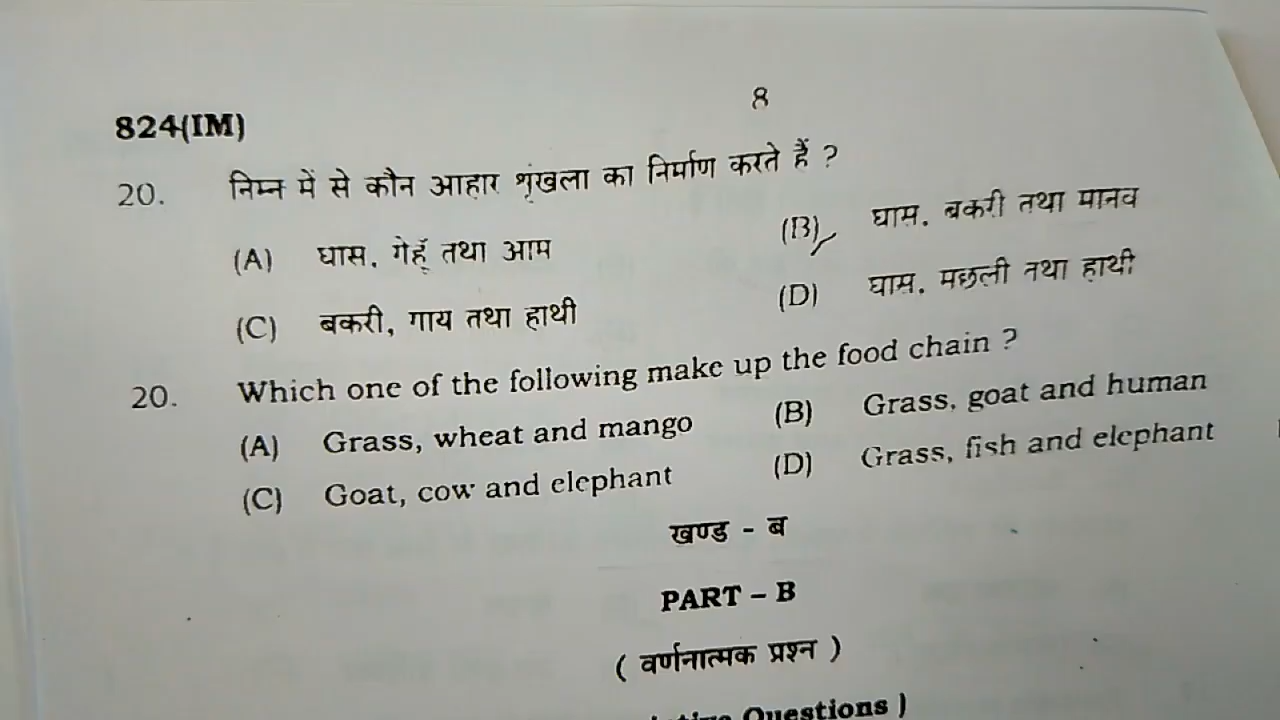 8
824(IM)
20. निम्न में से कौन आहार शृंखला का निर्माण करते हैं ?
(A) घास, गेहूँ तथा आम (B) घास, बकरी तथा मानव
(C) बकरी, गाय तथा हाथी (D) घास, मछली तथा हाथी
20. Which one of the following make up the food chain ?
(A) Grass, wheat and mango (B) Grass, goat and human
(C) Goat, cow and elephant (D) Grass, fish and elephant
खण्ड - ब
PART – B
( वर्णनात्मक प्रश्न )
Questions )